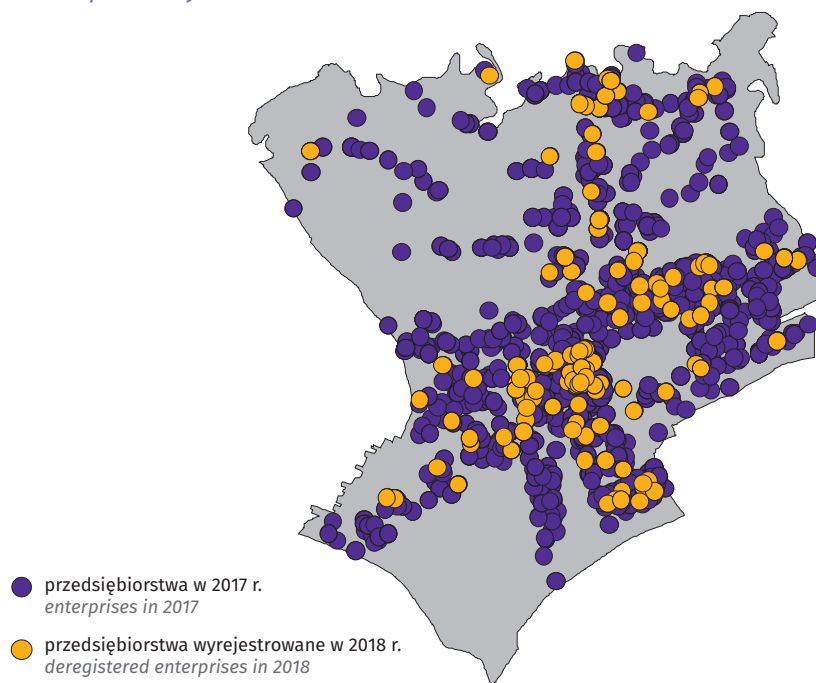 przedsiębiorstwa w 2017 r.
enterprises in 2017
przedsiębiorstwa wyrejestrowane w 2018 r.
deregistered enterprises in 2018